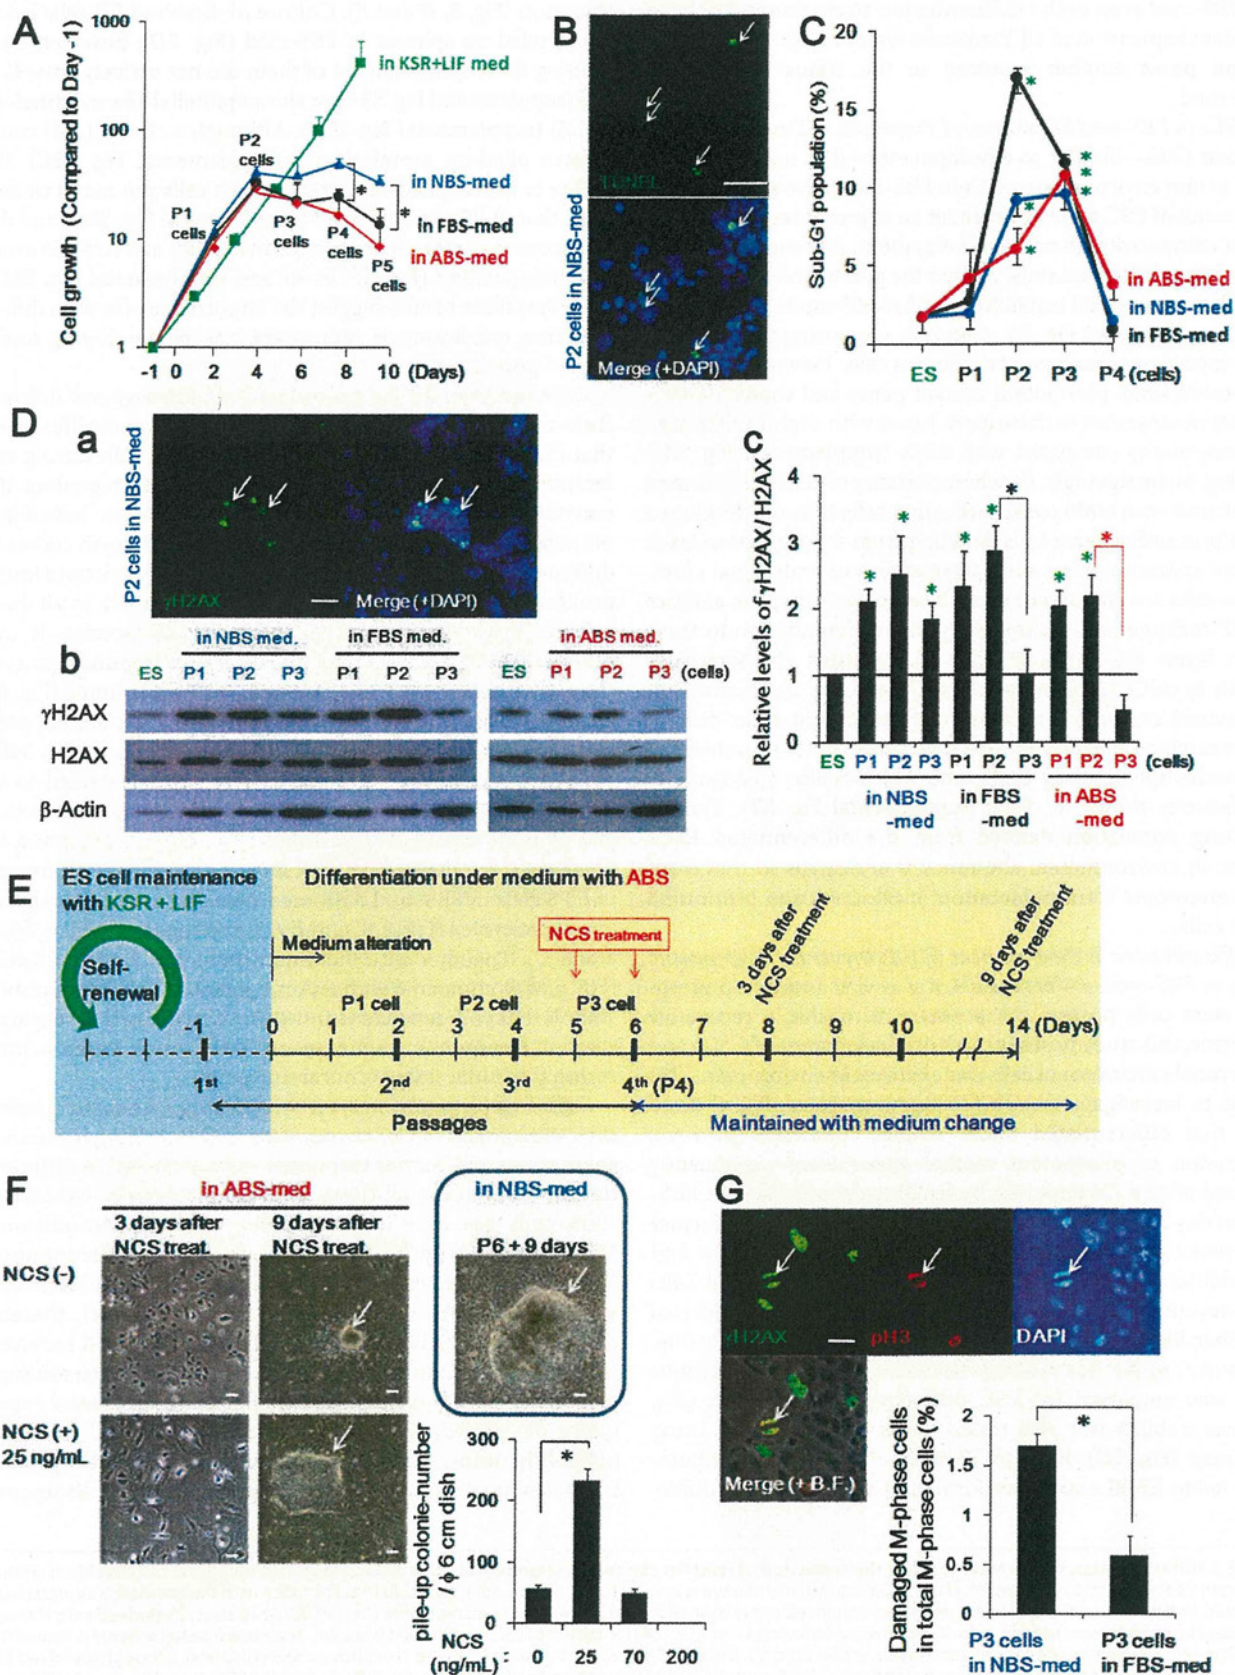 A
Cell growth (Compared to Day-1)
1000
100
10
1
in KSR+LIF med
P2
cells
P1
cells
P3
cells
P4
cells
P5
cells
*
*
in NBS-med
in FBS-med
in ABS-med
-1 0 2 4 6 8 10 (Days)
B
P2 cells in NBS-med
TUNEL
Merge (+DAPI)
C
Sub-G1 population (%)
20
15
10
5
0
*
*
*
*
*
*
in ABS-med
in NBS-med
in FBS-med
ES P1 P2 P3 P4 (cells)
D
a
P2 cells in NBS-med
γH2AX
Merge (+DAPI)
b
in NBS med. in FBS med. in ABS med.
ES P1 P2 P3 P1 P2 P3 ES P1 P2 P3 (cells)
γH2AX
H2AX
β-Actin
c
Relative levels of γH2AX/H2AX
4
3
2
1
0
* * * * * * * * *
ES P1 P2 P3 P1 P2 P3 P1 P2 P3 (cells)
in NBS
-med
in FBS
-med
in ABS
-med
E
ES cell maintenance
with KSR + LIF
Self-
renewal
Differentiation under medium with ABS
Medium alteration
NCS treatment
3 days after
NCS treatment
9 days after
NCS treatment
P1 cell P2 cell P3 cell
-1 0 1 2 3 4 5 6 7 8 9 10 14 (Days)
1st 2nd 3rd 4th (P4)
Passages
Maintained with medium change
F
in ABS-med
in NBS-med
3 days after
NCS treat.
9 days after
NCS treat.
P6 + 9 days
NCS (-)
NCS (+)
25 ng/mL
pile-up colonie-number
/ ϕ 6 cm dish
300
200
100
0
*
NCS
(ng/mL) : 0 25 70 200
G
γH2AX
pH3
DAPI
Merge (+ B.F.)
Damaged M-phase cells
in total M-phase cells (%)
2
1.5
1
0.5
0
*
P3 cells
in NBS-med
P3 cells
in FBS-med